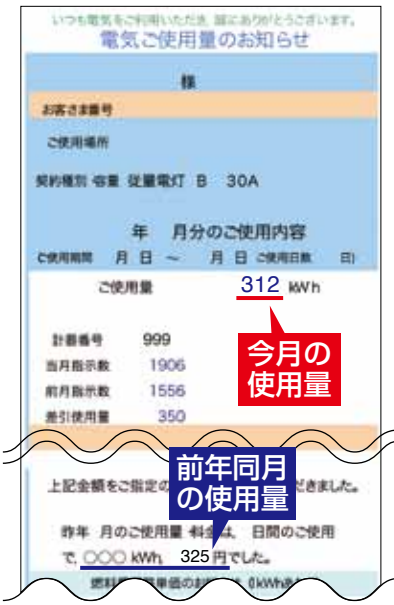 いつも電気をご利用いただき、誠にありがとうございます。
電気ご使用量のお知らせ
様
お客さま番号
ご使用場所
契約種別 容量 従量電灯 B 30A
年 月分のご使用内容
ご使用期間 月 日 ~ 月 日 ご使用日数 日)
ご使用量 312 kWh
今月の
使用量
計器番号 999
当月指示数 1906
前月指示数 1556
差引使用量 350
前年同月
の使用量
上記金額をご指定の だきました。
昨年 月のご使用量 料金は、 日間のご使用
で、○○○ kWh, 325 円でした。